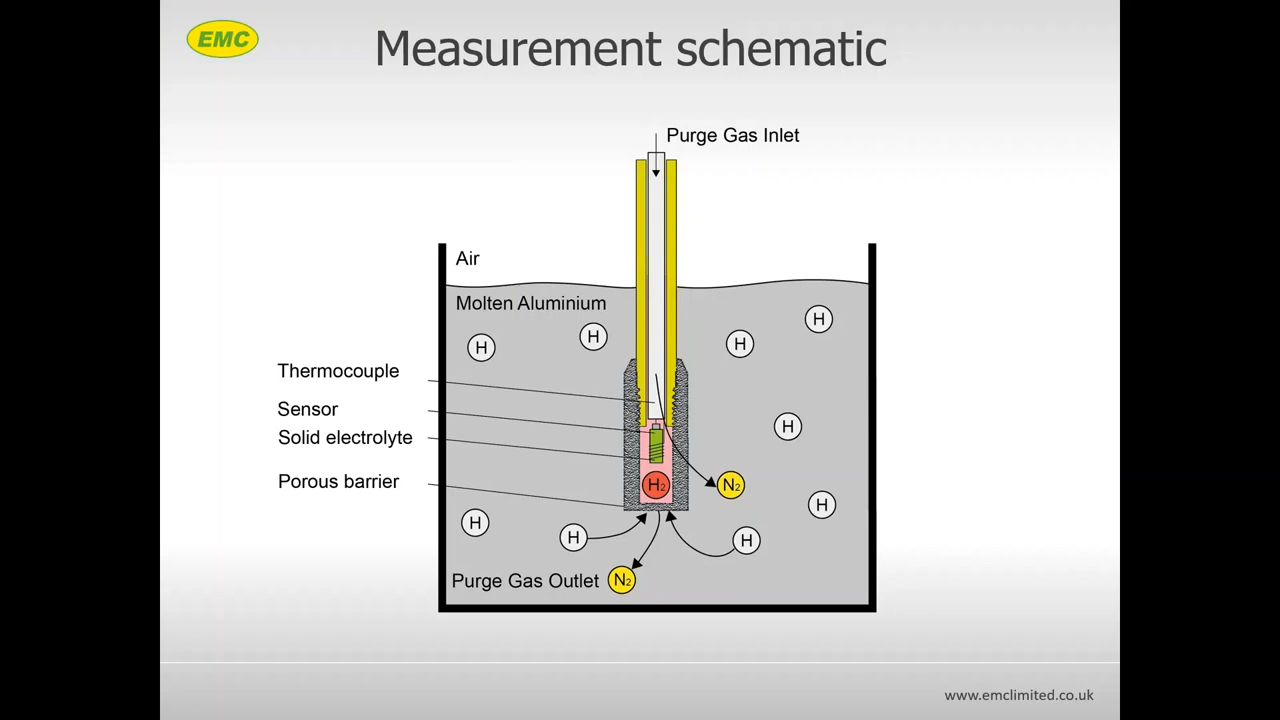 EMC
Measurement schematic
Purge Gas Inlet
Air
Molten Aluminium
H
H
H
H
Thermocouple
Sensor
H
Solid electrolyte
Porous barrier
H2
N2
H
H
H
H
Purge Gas Outlet
N2
www.emclimited.co.uk